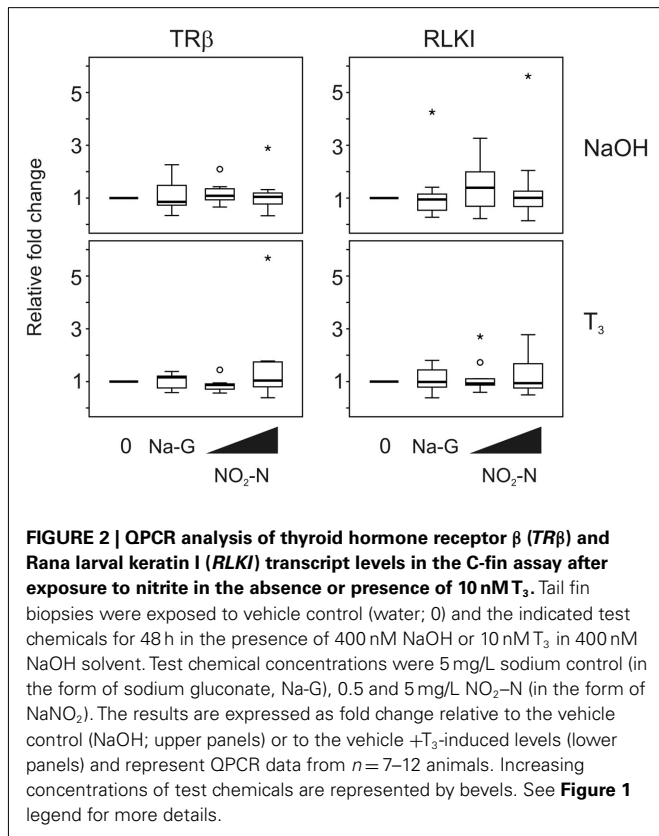 TRβ RLKI
5
3
1
5
3
1
NaOH
5
3
1
5
3
1
T₃
Relative fold change
0 Na-G 0 Na-G
NO₂-N NO₂-N
FIGURE 2 | QPCR analysis of thyroid hormone receptor β (TRβ) and
Rana larval keratin I (RLKI) transcript levels in the C-fin assay after
exposure to nitrite in the absence or presence of 10 nM T₃. Tail fin
biopsies were exposed to vehicle control (water; 0) and the indicated test
chemicals for 48 h in the presence of 400 nM NaOH or 10 nM T₃ in 400 nM
NaOH solvent. Test chemical concentrations were 5 mg/L sodium control (in
the form of sodium gluconate, Na-G), 0.5 and 5 mg/L NO₂–N (in the form of
NaNO₂). The results are expressed as fold change relative to the vehicle
control (NaOH; upper panels) or to the vehicle +T₃-induced levels (lower
panels) and represent QPCR data from n = 7–12 animals. Increasing
concentrations of test chemicals are represented by bevels. See Figure 1
legend for more details.